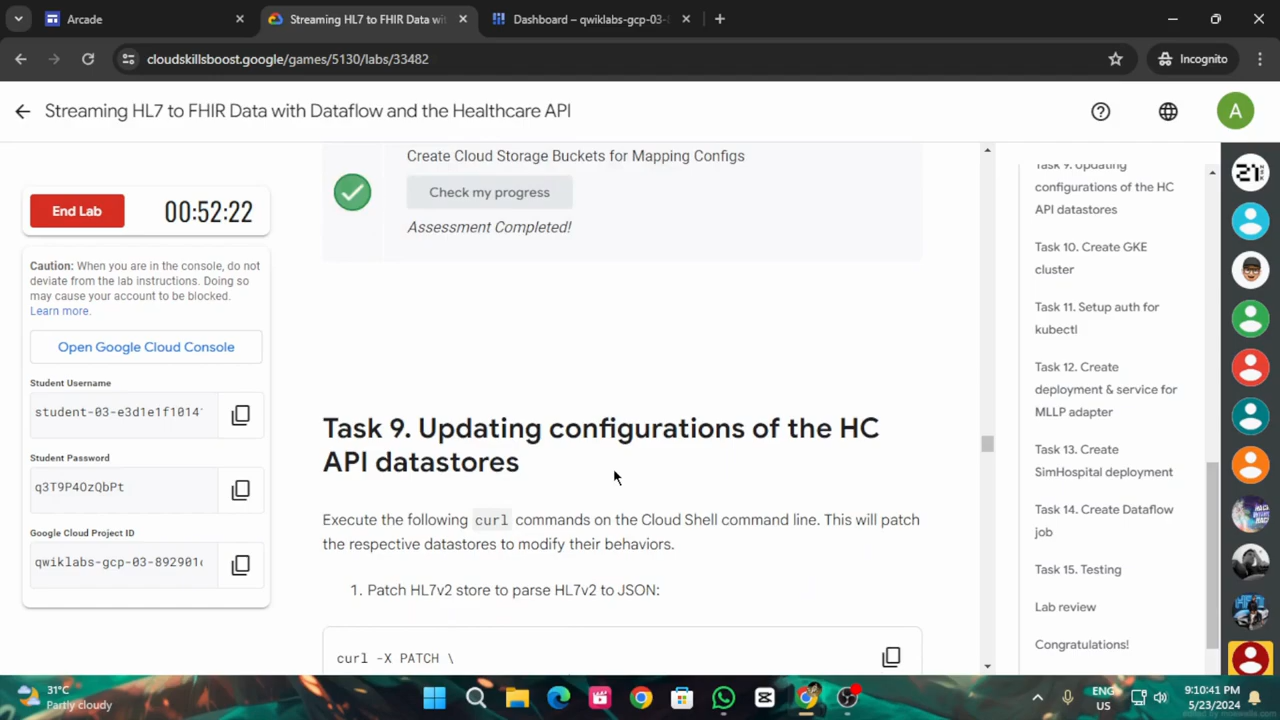 Arcade
Streaming HL7 to FHIR Data wit
Dashboard – qwiklabs-gcp-03-
cloudskillsboost.google/games/5130/labs/33482
Incognito
Streaming HL7 to FHIR Data with Dataflow and the Healthcare API
A
End Lab
00:52:22
Caution: When you are in the console, do not
deviate from the lab instructions. Doing so
may cause your account to be blocked.
Learn more.
Open Google Cloud Console
Student Username
student-03-e3d1e1f1014
Student Password
q3T9P4OzQbPt
Google Cloud Project ID
qwiklabs-gcp-03-892901
Create Cloud Storage Buckets for Mapping Configs
Check my progress
Assessment Completed!
Task 9. Updating configurations of the HC
API datastores
Execute the following curl commands on the Cloud Shell command line. This will patch
the respective datastores to modify their behaviors.
1. Patch HL7v2 store to parse HL7v2 to JSON:
curl -X PATCH \
Task 9. Updating
configurations of the HC
API datastores
Task 10. Create GKE
cluster
Task 11. Setup auth for
kubectl
Task 12. Create
deployment & service for
MLLP adapter
Task 13. Create
SimHospital deployment
Task 14. Create Dataflow
job
Task 15. Testing
Lab review
Congratulations!
31°C
Partly cloudy
ENG
US
9:10:41 PM
5/23/2024